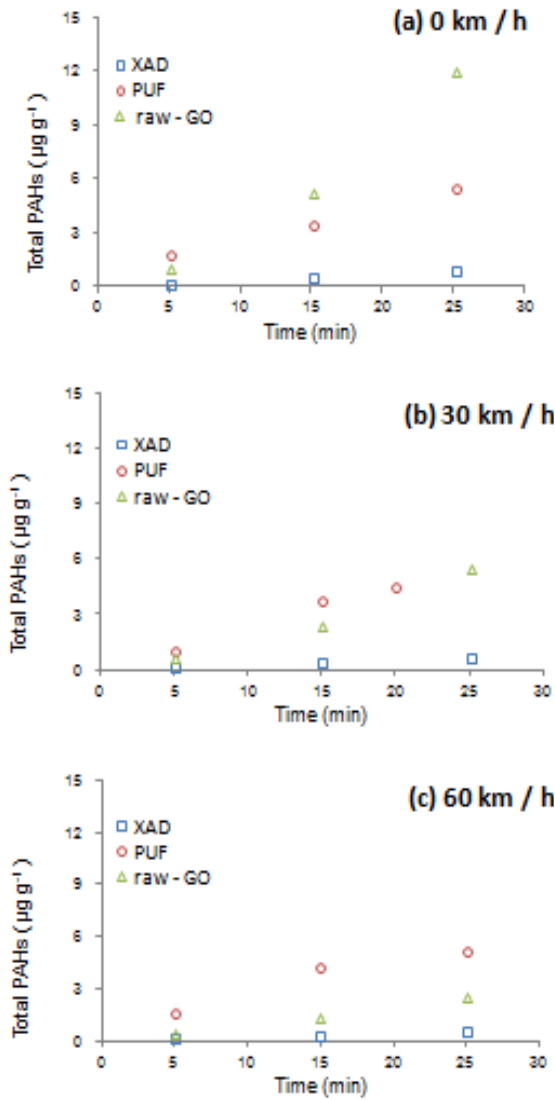 (a) 0 km / h
15
12
9
6
3
0
Total PAHs ( µg g-1)
XAD
PUF
raw - GO
0 5 10 15 20 25 30
Time (min)
(b) 30 km / h
15
12
9
6
3
0
Total PAHs ( µg g-1)
XAD
PUF
raw - GO
0 5 10 15 20 25 30
Time (min)
(c) 60 km / h
15
12
9
6
3
0
Total PAHs ( µg g-1)
XAD
PUF
raw - GO
0 5 10 15 20 25 30
Time (min)